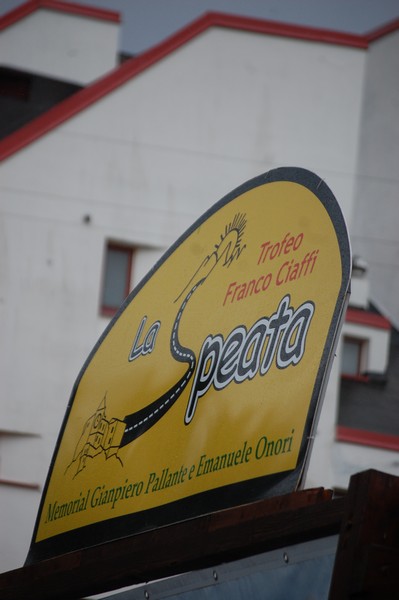 Trofeo
Franco Ciaffi
La Speata
Memorial Gianpiero Pallante e Emanuele Onori